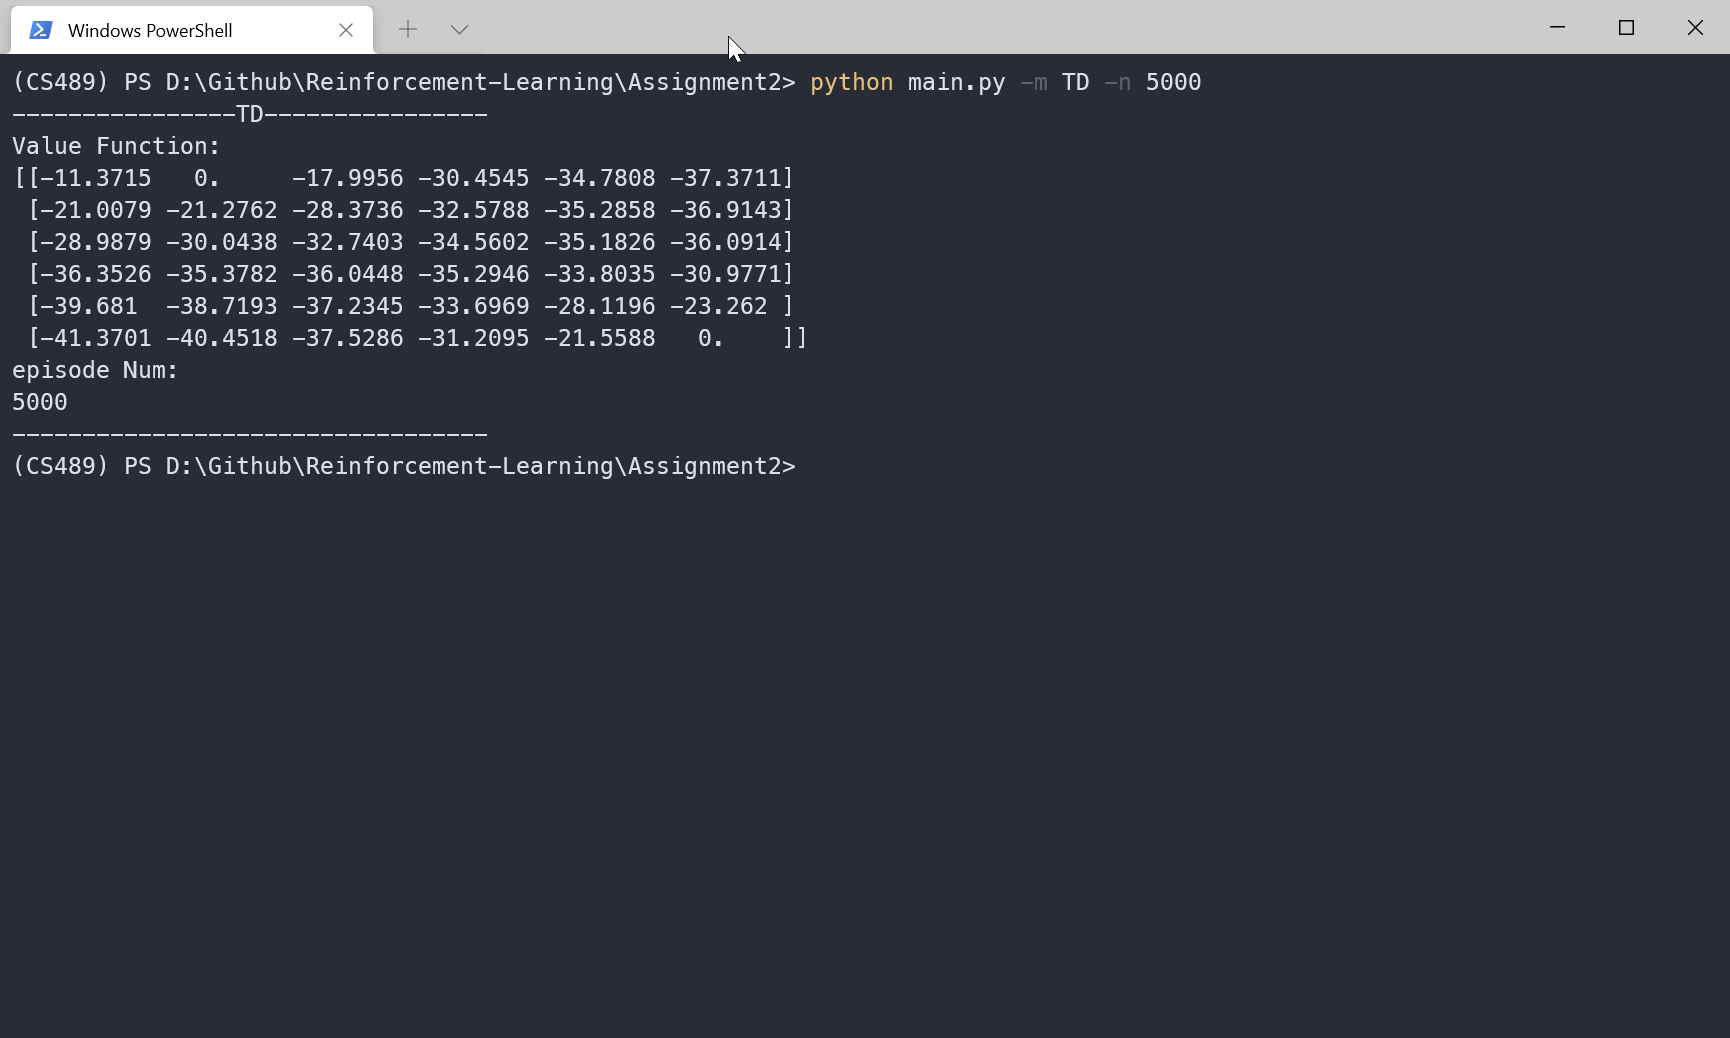 Windows PowerShell
(CS489) PS D:\Github\Reinforcement-Learning\Assignment2> python main.py -m TD -n 5000
----------------TD----------------
Value Function:
[[-11.3715   0.     -17.9956 -30.4545 -34.7808 -37.3711]
 [-21.0079 -21.2762 -28.3736 -32.5788 -35.2858 -36.9143]
 [-28.9879 -30.0438 -32.7403 -34.5602 -35.1826 -36.0914]
 [-36.3526 -35.3782 -36.0448 -35.2946 -33.8035 -30.9771]
 [-39.681  -38.7193 -37.2345 -33.6969 -28.1196 -23.262 ]
 [-41.3701 -40.4518 -37.5286 -31.2095 -21.5588   0.    ]]
episode Num:
5000
----------------------------------
(CS489) PS D:\Github\Reinforcement-Learning\Assignment2>